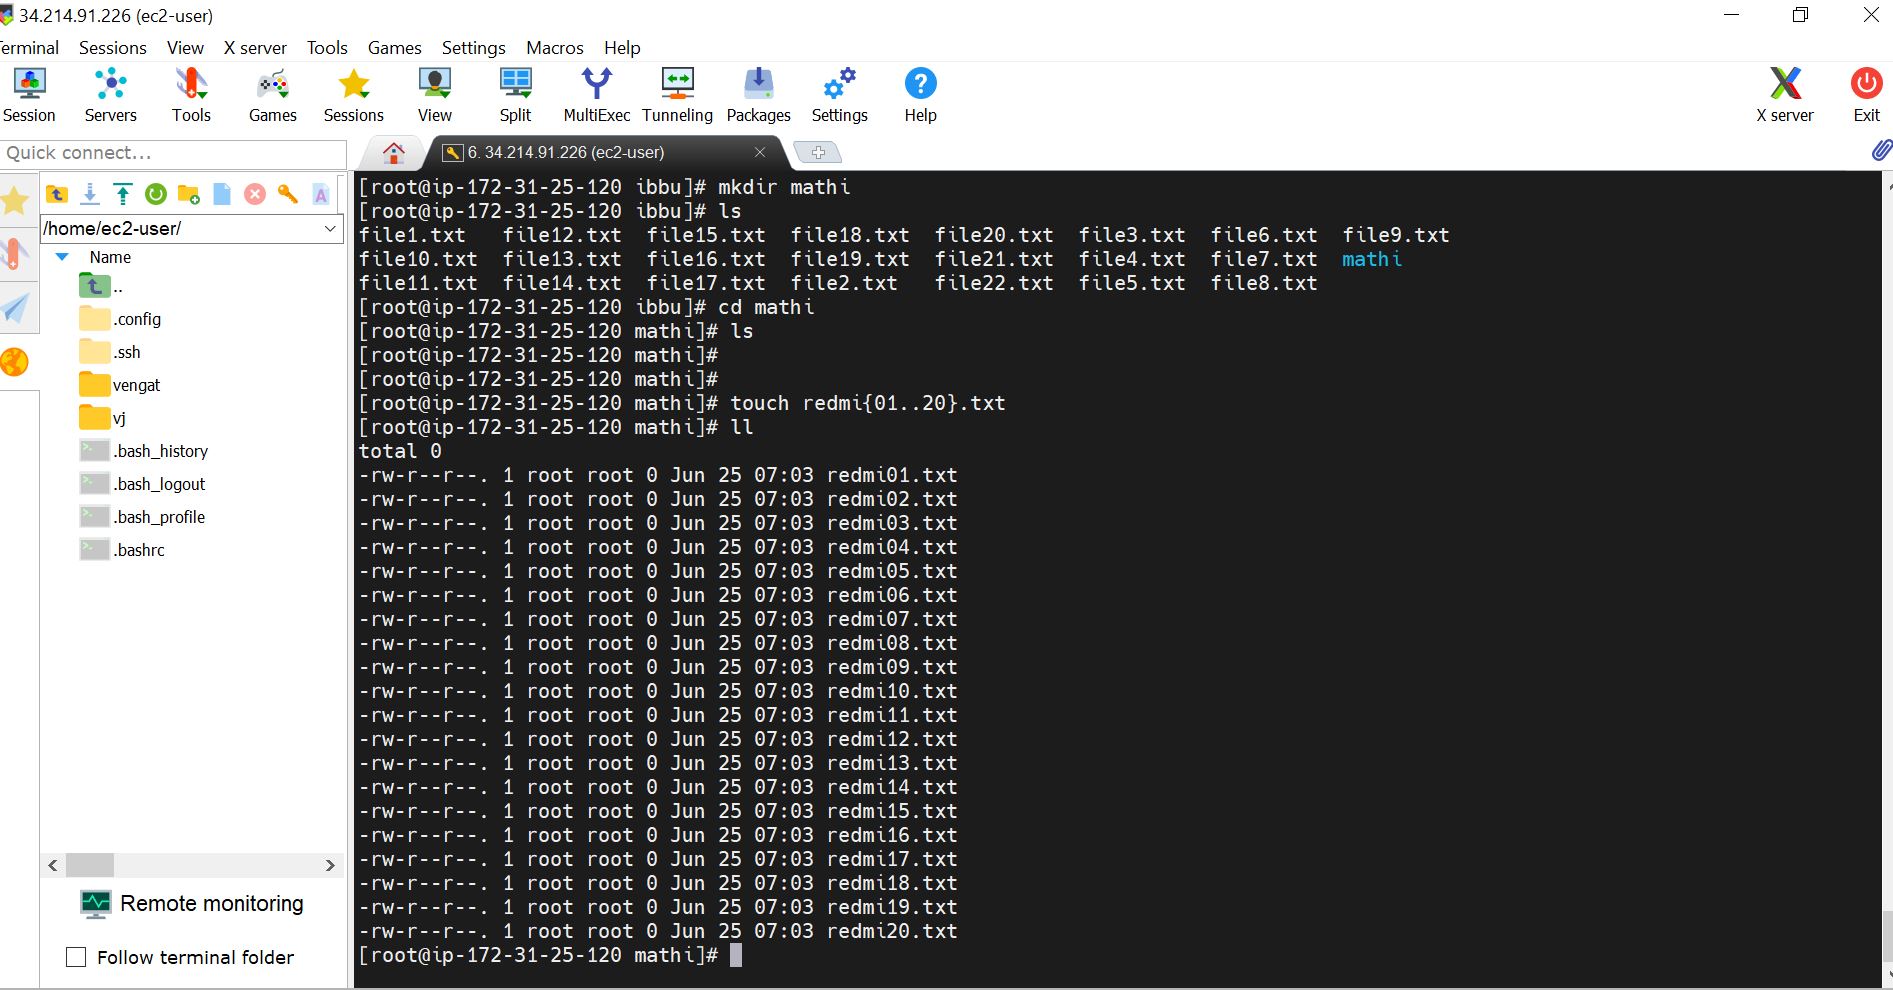 34.214.91.226 (ec2-user)
Terminal Sessions View X server Tools Games Settings Macros Help
Session Servers Tools Games Sessions View Split MultiExec Tunneling Packages Settings Help X server Exit
Quick connect...
6. 34.214.91.226 (ec2-user)
/home/ec2-user/
Name
..
.config
.ssh
vengat
vj
.bash_history
.bash_logout
.bash_profile
.bashrc
Remote monitoring
Follow terminal folder
[root@ip-172-31-25-120 ibbu]# mkdir mathi
[root@ip-172-31-25-120 ibbu]# ls
file1.txt file12.txt file15.txt file18.txt file20.txt file3.txt file6.txt file9.txt
file10.txt file13.txt file16.txt file19.txt file21.txt file4.txt file7.txt mathi
file11.txt file14.txt file17.txt file2.txt file22.txt file5.txt file8.txt
[root@ip-172-31-25-120 ibbu]# cd mathi
[root@ip-172-31-25-120 mathi]# ls
[root@ip-172-31-25-120 mathi]#
[root@ip-172-31-25-120 mathi]#
[root@ip-172-31-25-120 mathi]# touch redmi{01..20}.txt
[root@ip-172-31-25-120 mathi]# ll
total 0
-rw-r--r--. 1 root root 0 Jun 25 07:03 redmi01.txt
-rw-r--r--. 1 root root 0 Jun 25 07:03 redmi02.txt
-rw-r--r--. 1 root root 0 Jun 25 07:03 redmi03.txt
-rw-r--r--. 1 root root 0 Jun 25 07:03 redmi04.txt
-rw-r--r--. 1 root root 0 Jun 25 07:03 redmi05.txt
-rw-r--r--. 1 root root 0 Jun 25 07:03 redmi06.txt
-rw-r--r--. 1 root root 0 Jun 25 07:03 redmi07.txt
-rw-r--r--. 1 root root 0 Jun 25 07:03 redmi08.txt
-rw-r--r--. 1 root root 0 Jun 25 07:03 redmi09.txt
-rw-r--r--. 1 root root 0 Jun 25 07:03 redmi10.txt
-rw-r--r--. 1 root root 0 Jun 25 07:03 redmi11.txt
-rw-r--r--. 1 root root 0 Jun 25 07:03 redmi12.txt
-rw-r--r--. 1 root root 0 Jun 25 07:03 redmi13.txt
-rw-r--r--. 1 root root 0 Jun 25 07:03 redmi14.txt
-rw-r--r--. 1 root root 0 Jun 25 07:03 redmi15.txt
-rw-r--r--. 1 root root 0 Jun 25 07:03 redmi16.txt
-rw-r--r--. 1 root root 0 Jun 25 07:03 redmi17.txt
-rw-r--r--. 1 root root 0 Jun 25 07:03 redmi18.txt
-rw-r--r--. 1 root root 0 Jun 25 07:03 redmi19.txt
-rw-r--r--. 1 root root 0 Jun 25 07:03 redmi20.txt
[root@ip-172-31-25-120 mathi]#